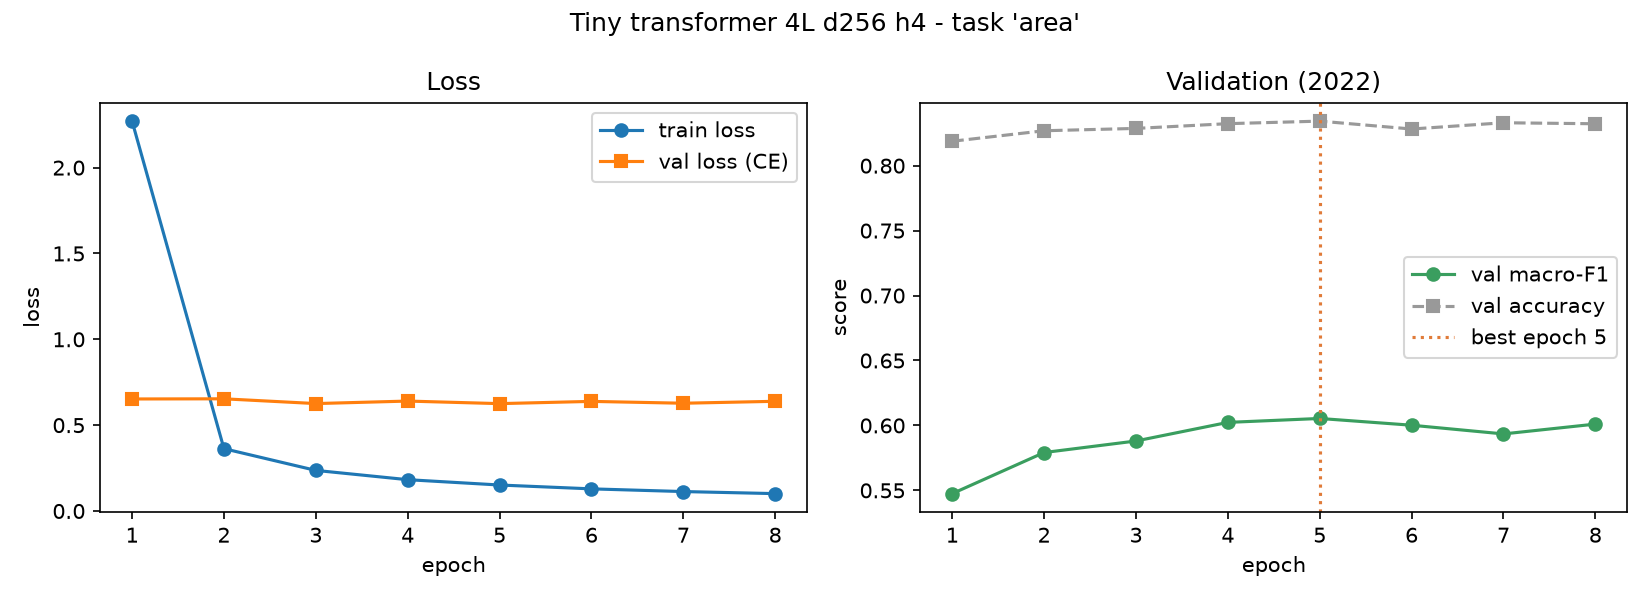 Tiny transformer 4L d256 h4 - task 'area'
Loss
train loss
val loss (CE)
loss
2.0
1.5
1.0
0.5
0.0
1 2 3 4 5 6 7 8
epoch
Validation (2022)
val macro-F1
val accuracy
best epoch 5
score
0.80
0.75
0.70
0.65
0.60
0.55
1 2 3 4 5 6 7 8
epoch